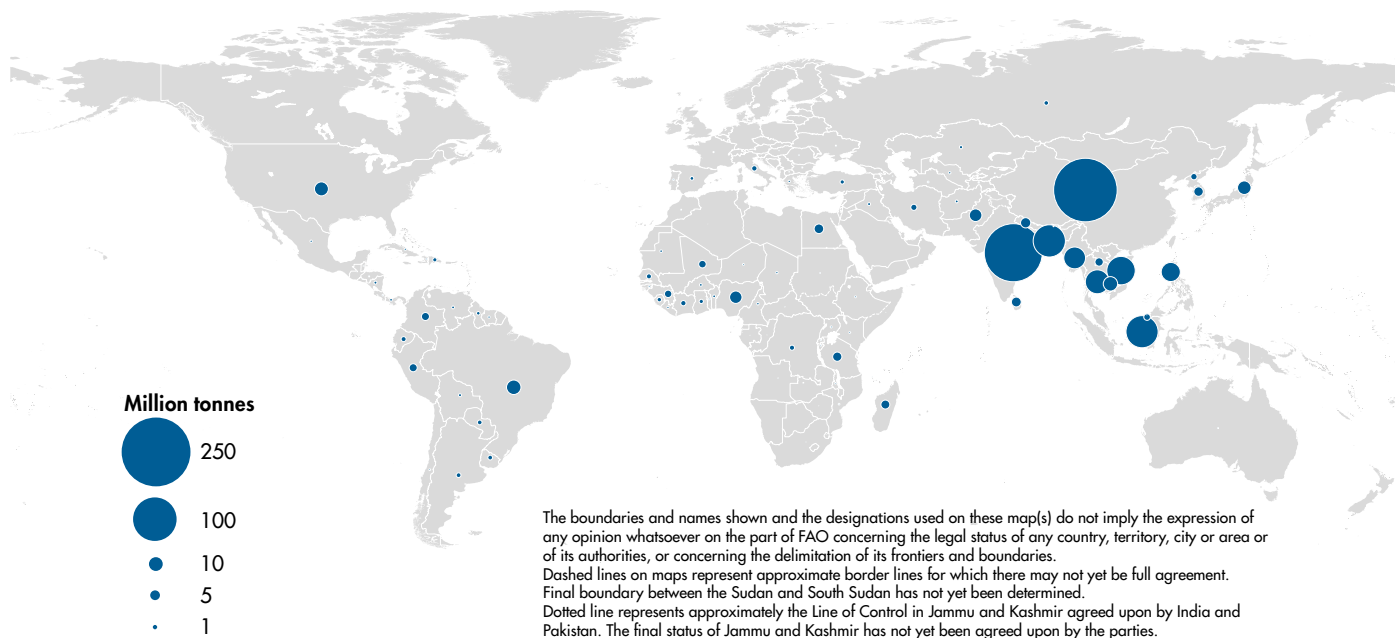 Million tonnes
250
100
10
5
1
The boundaries and names shown and the designations used on these map(s) do not imply the expression of
any opinion whatsoever on the part of FAO concerning the legal status of any country, territory, city or area or
of its authorities, or concerning the delimitation of its frontiers and boundaries.
Dashed lines on maps represent approximate border lines for which there may not yet be full agreement.
Final boundary between the Sudan and South Sudan has not yet been determined.
Dotted line represents approximately the Line of Control in Jammu and Kashmir agreed upon by India and
Pakistan. The final status of Jammu and Kashmir has not yet been agreed upon by the parties.